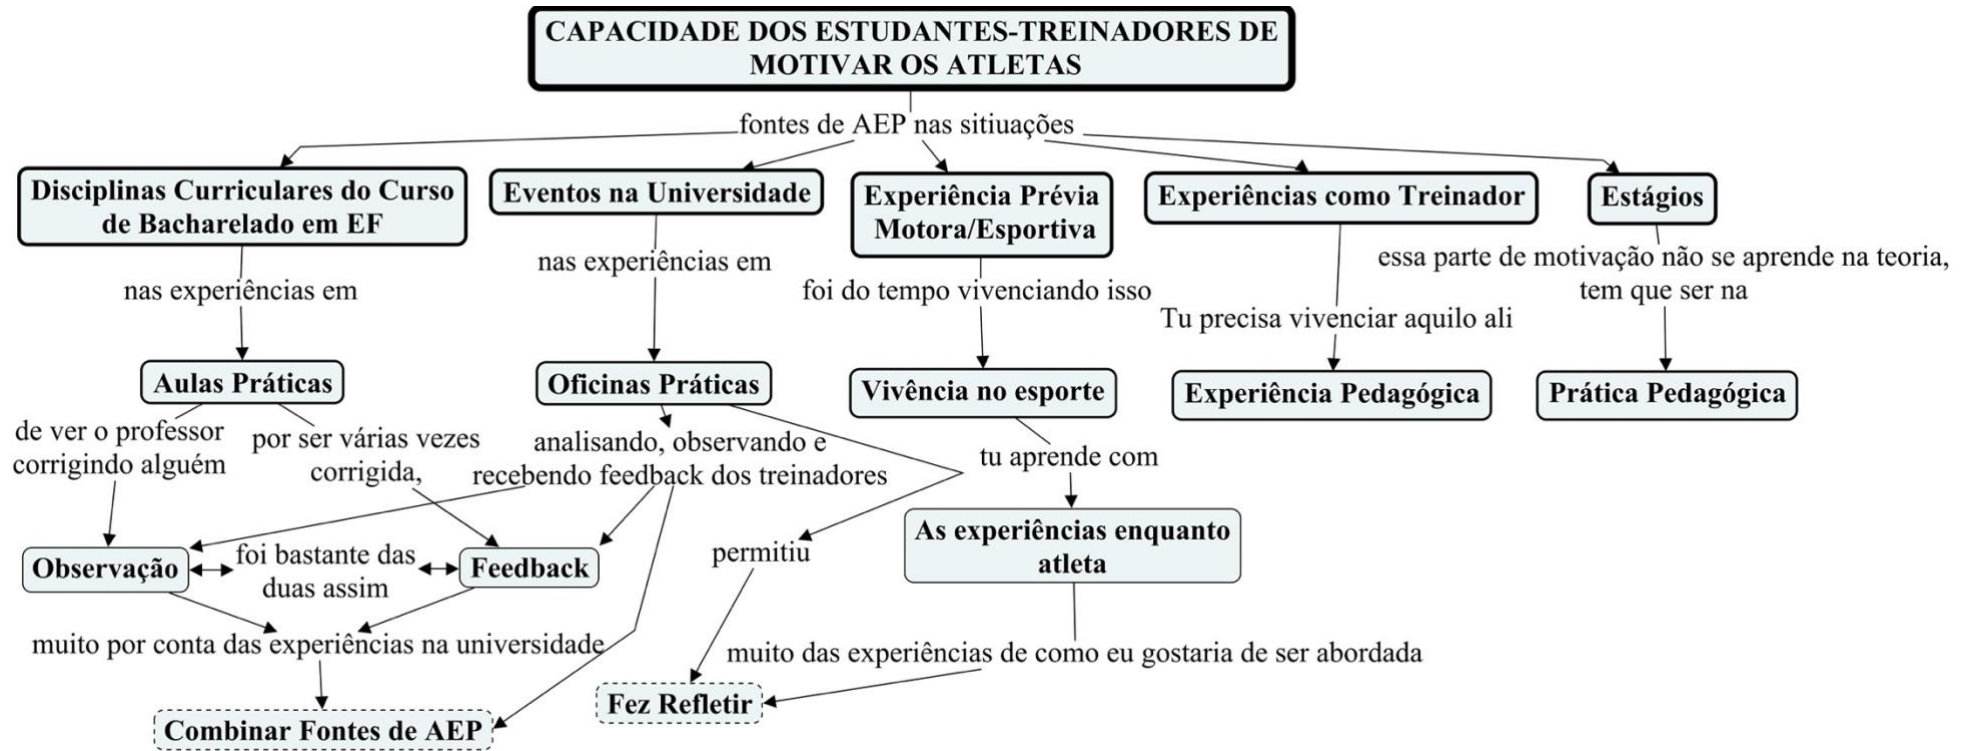 CAPACIDADE DOS ESTUDANTES-TREINADORES DE
MOTIVAR OS ATLETAS
fontes de AEP nas sitiuações
Disciplinas Curriculares do Curso
de Bacharelado em EF
Eventos na Universidade
Experiência Prévia
Motora/Esportiva
Experiências como Treinador
Estágios
nas experiências em
nas experiências em
foi do tempo vivenciando isso
Tu precisa vivenciar aquilo ali
essa parte de motivação não se aprende na teoria,
tem que ser na
Aulas Práticas
Oficinas Práticas
Vivência no esporte
Experiência Pedagógica
Prática Pedagógica
de ver o professor
corrigindo alguém
por ser várias vezes
corrigida,
analisando, observando e
recebendo feedback dos treinadores
tu aprende com
Observação
foi bastante das
duas assim
Feedback
permitiu
As experiências enquanto
atleta
muito por conta das experiências na universidade
muito das experiências de como eu gostaria de ser abordada
Combinar Fontes de AEP
Fez Refletir